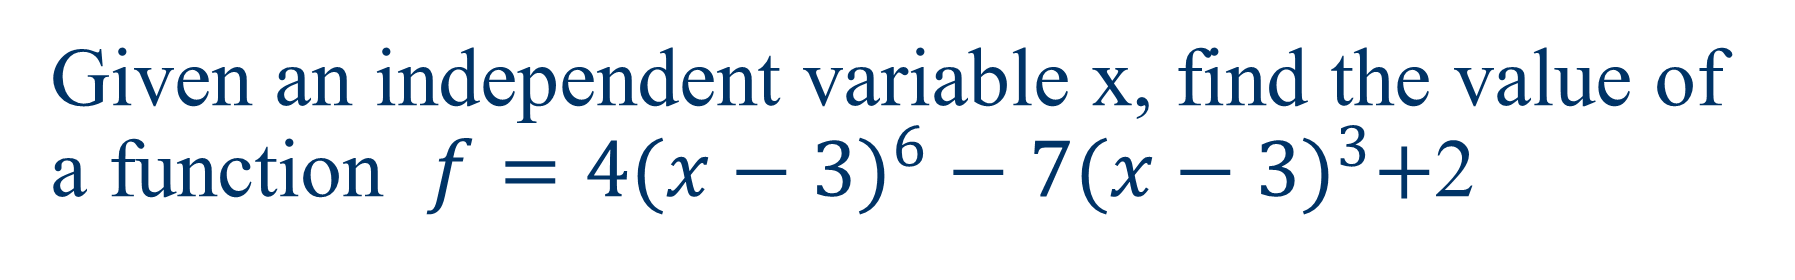 Given an independent variable x, find the value of
a function f = 4(x − 3)⁶ − 7(x − 3)³+2